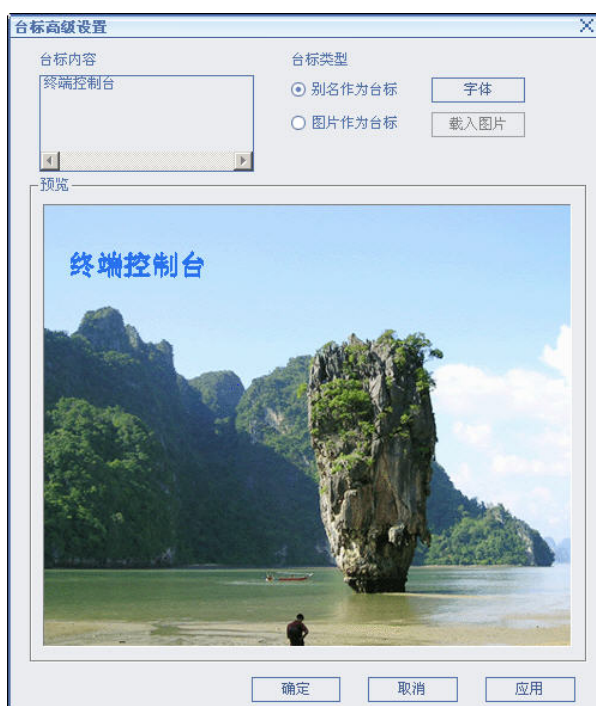 台标高级设置
台标内容
终端控制台
台标类型
别名作为台标
字体
图片作为台标
载入图片
预览
终端控制台
确定
取消
应用